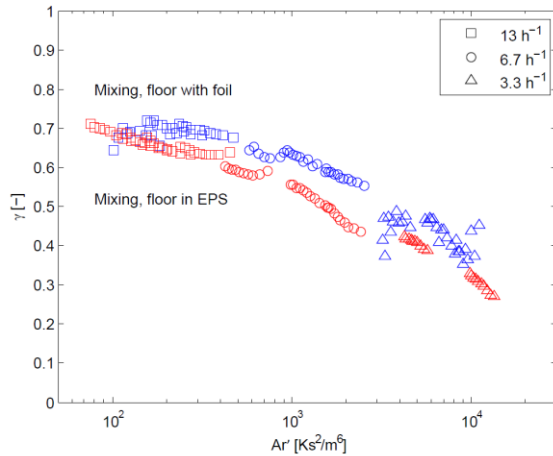 1
0.9
0.8
0.7
0.6
0.5
0.4
0.3
0.2
0.1
0
γ [−]
13 h⁻¹
6.7 h⁻¹
3.3 h⁻¹
Mixing, floor with foil
Mixing, floor in EPS
10² 10³ 10⁴
Ar′ [Ks²/m⁶]